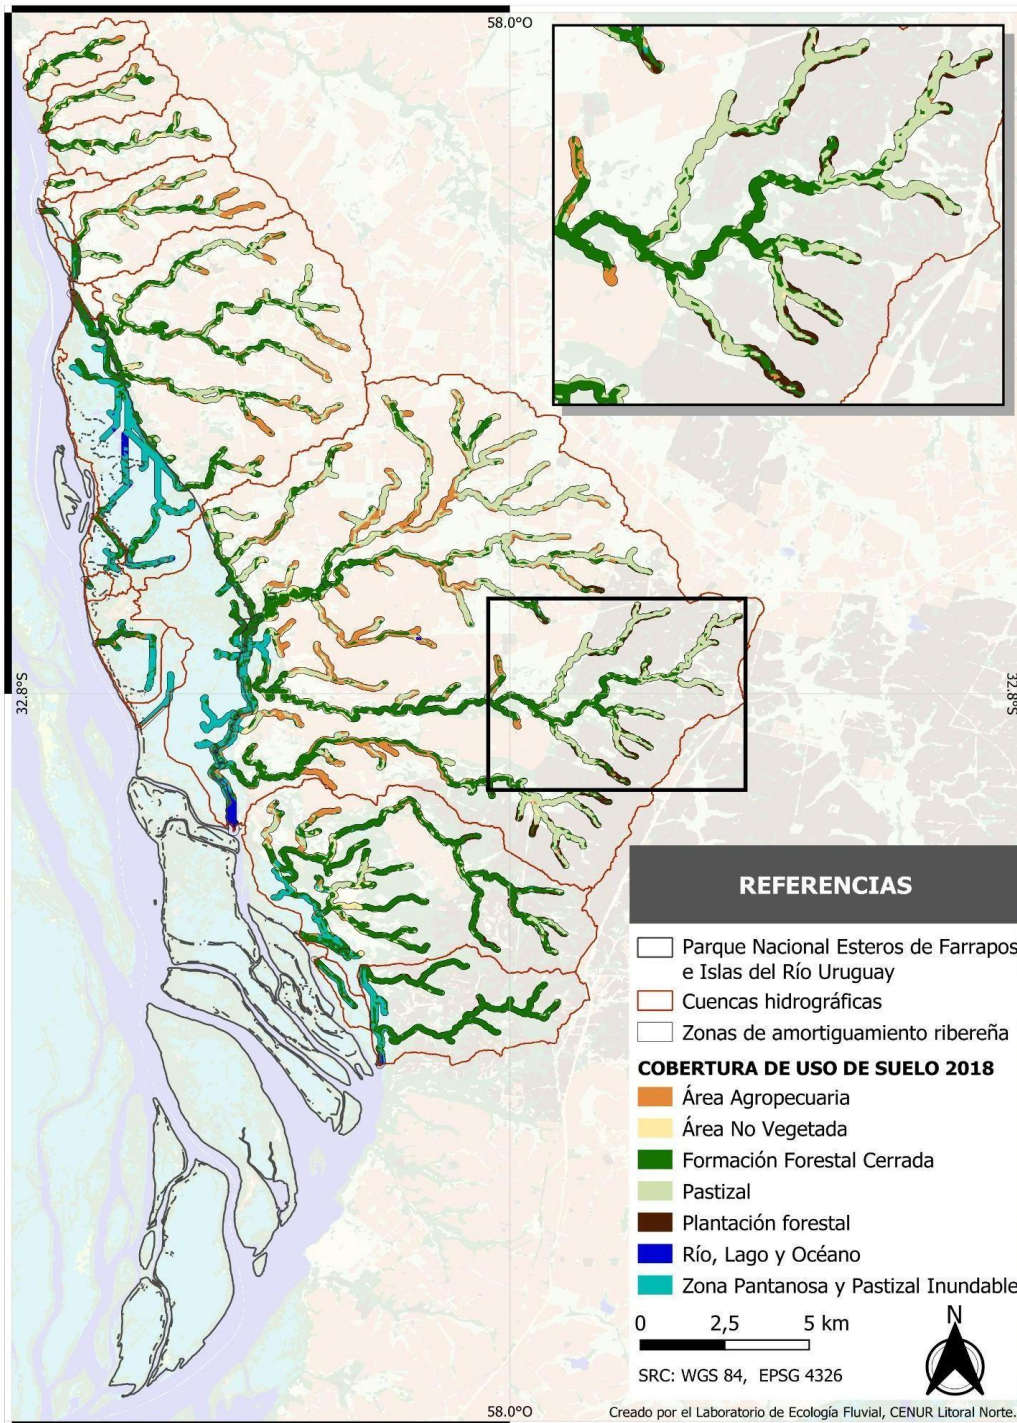 58.0°O
32.8°S
32.8°S
REFERENCIAS
Parque Nacional Esteros de Farrapos
e Islas del Río Uruguay
Cuencas hidrográficas
Zonas de amortiguamiento ribereña
COBERTURA DE USO DE SUELO 2018
Área Agropecuaria
Área No Vegetada
Formación Forestal Cerrada
Pastizal
Plantación forestal
Río, Lago y Océano
Zona Pantanosa y Pastizal Inundable
0 2,5 5 km
N
SRC: WGS 84, EPSG 4326
58.0°O
Creado por el Laboratorio de Ecología Fluvial, CENUR Litoral Norte.